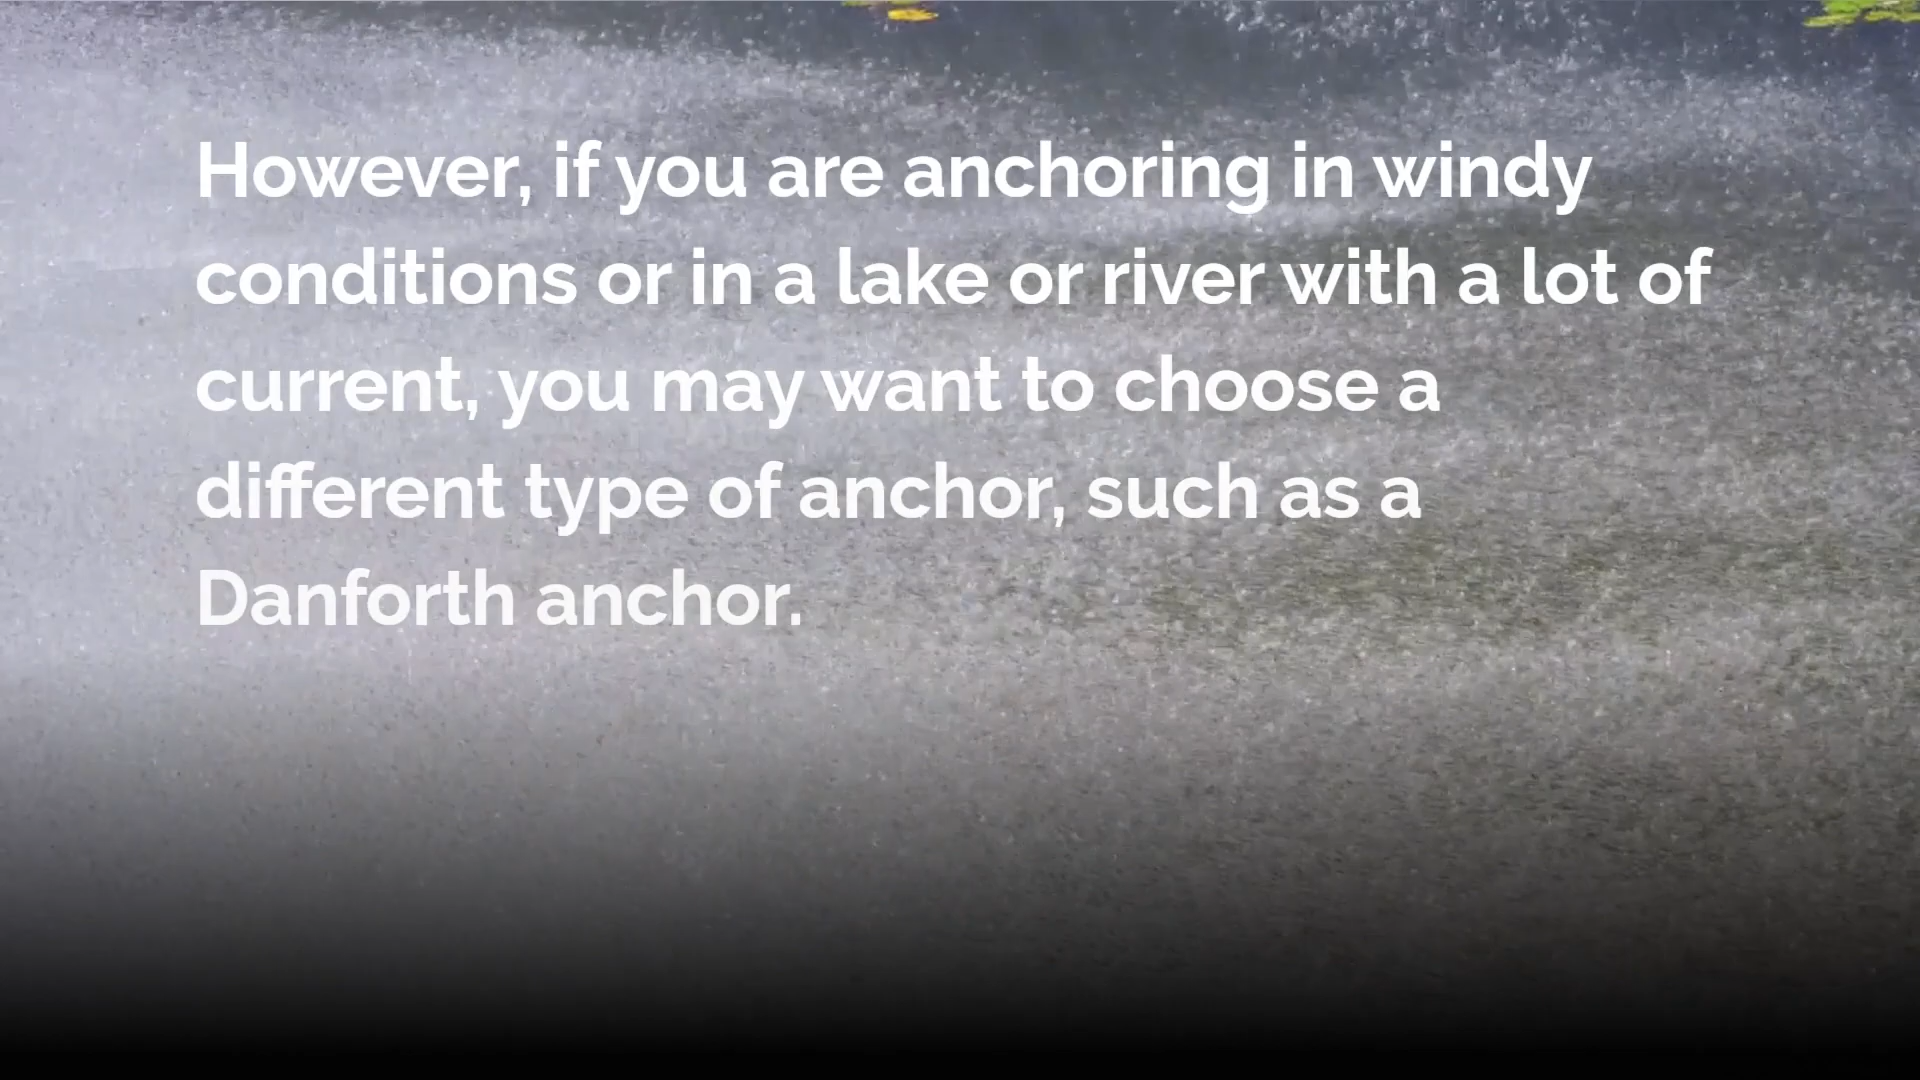 However, if you are anchoring in windy
conditions or in a lake or river with a lot of
current, you may want to choose a
different type of anchor, such as a
Danforth anchor.